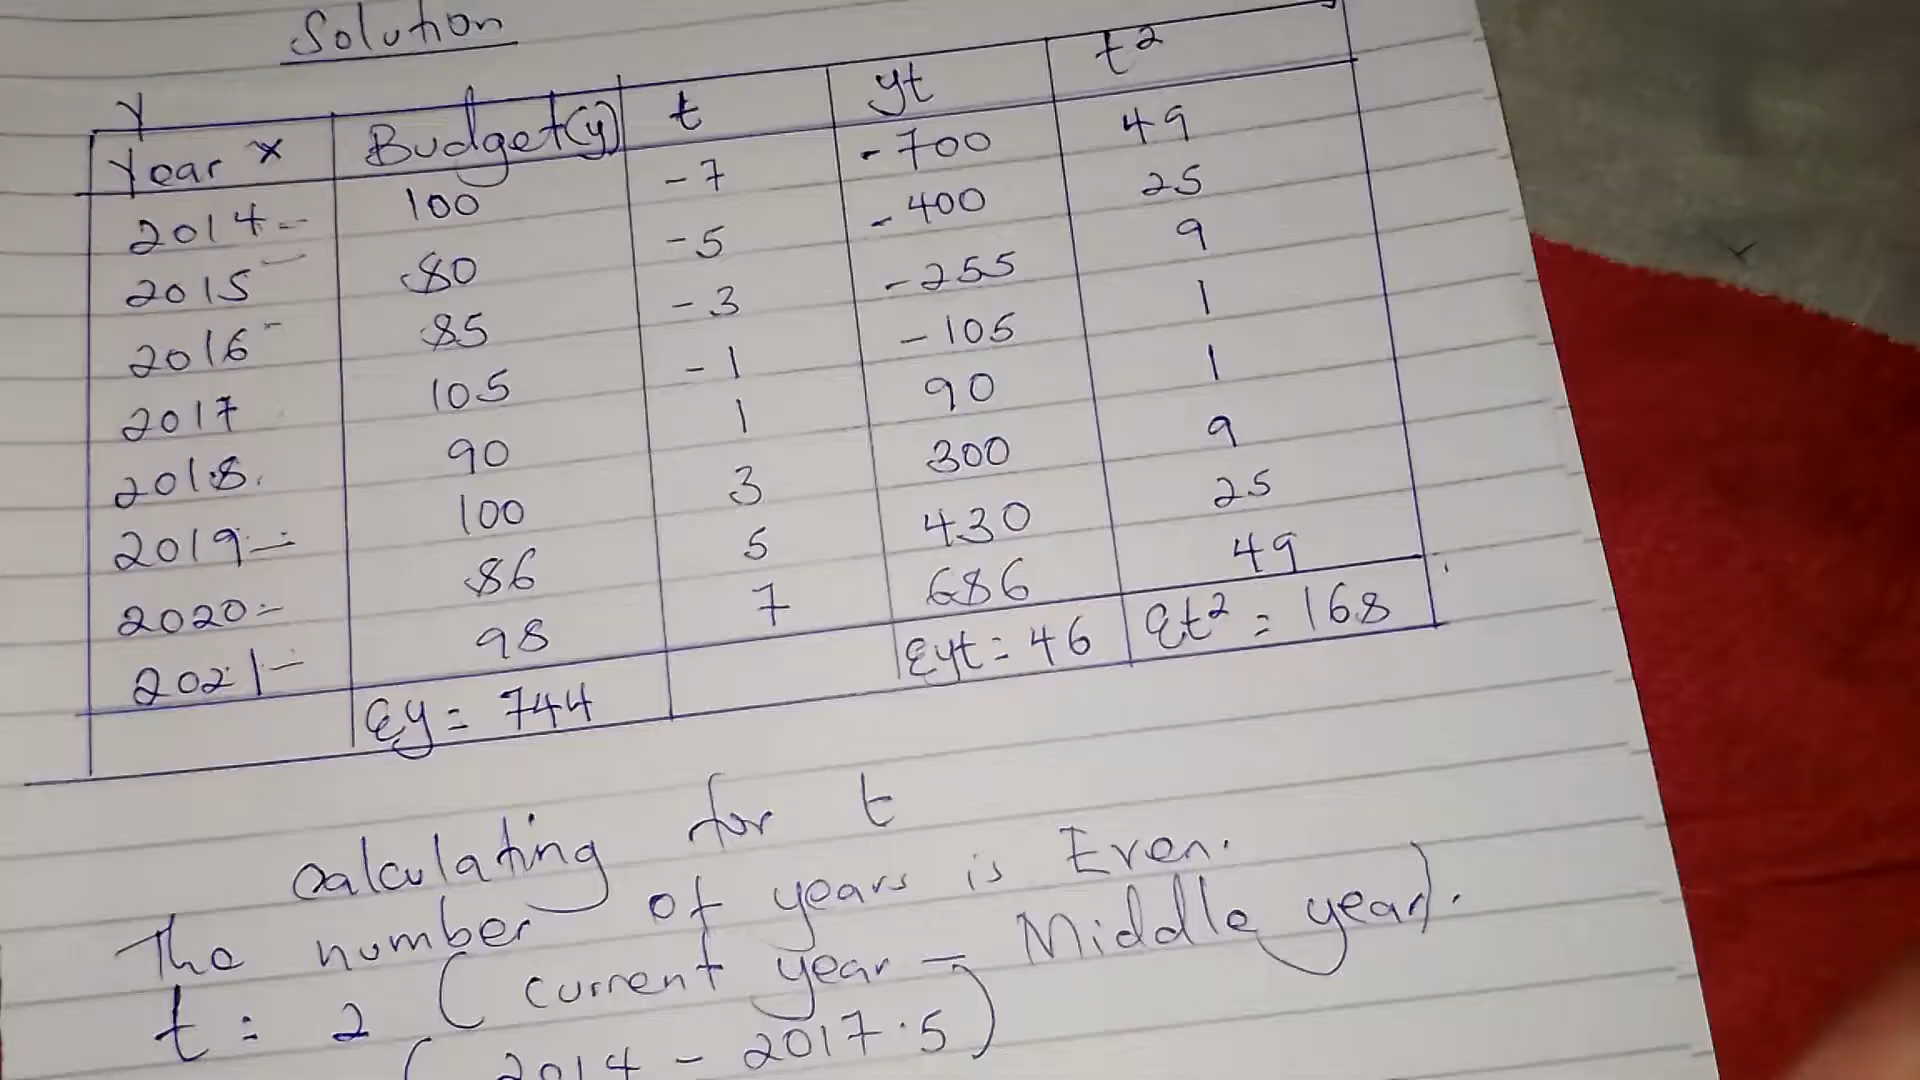 Solution
Y
Year x Budget(y) t yt t2
2014 - 100 -7 -700 49
2015 - 80 -5 -400 25
2016 - 85 -3 -255 9
2017 105 -1 -105 1
2018. 90 1 90 1
2019 - 100 3 300 9
2020 - 86 5 430 25
2021 - 98 7 686 49
Σy = 744 Σyt = 46 Σt2 = 168
Calculating for t
The number of years is Even.
t = 2 (current year - Middle year).
(2014 - 2017.5)